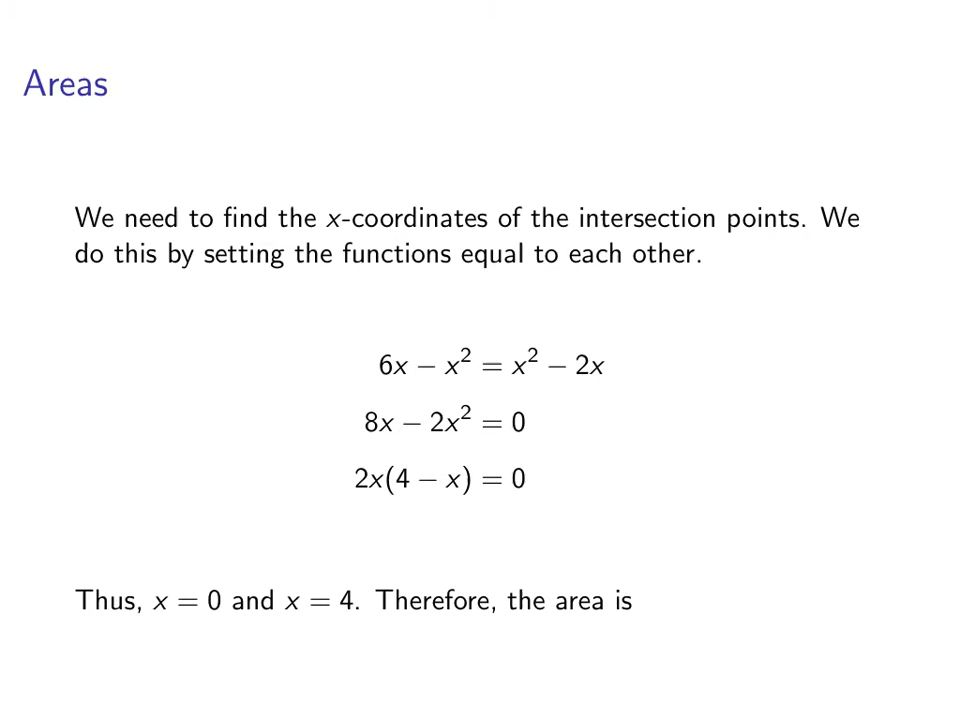 Areas
We need to find the x-coordinates of the intersection points. We
do this by setting the functions equal to each other.
6x − x² = x² − 2x
8x − 2x² = 0
2x(4 − x) = 0
Thus, x = 0 and x = 4. Therefore, the area is